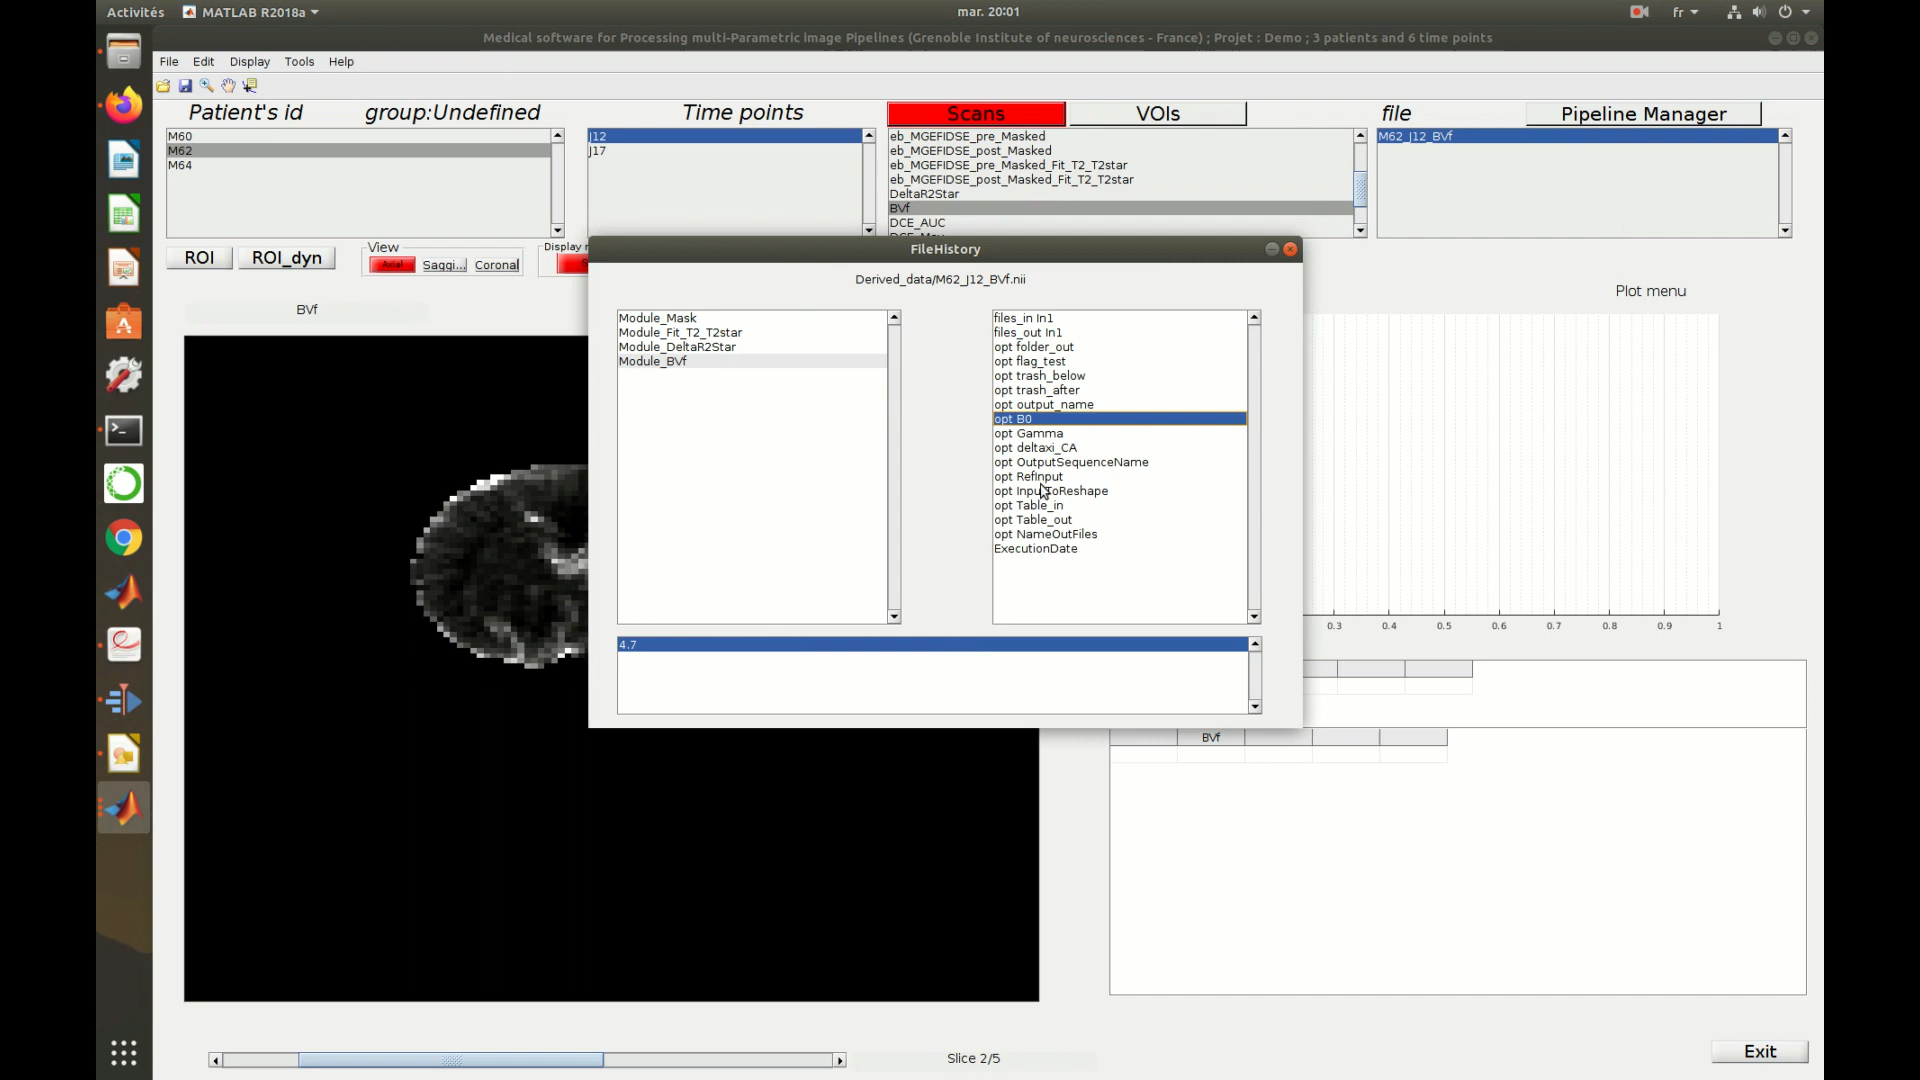 Activités
MATLAB R2018a
mar. 20:01
fr
Medical software for Processing multi-Parametric image Pipelines (Grenoble Institute of neurosciences - France) ; Projet : Demo ; 3 patients and 6 time points
File Edit Display Tools Help
Patient's id
group:Undefined
Time points
Scans
VOIs
file
Pipeline Manager
M60
M62
M64
J12
J17
eb_MGEFIDSE_pre_Masked
eb_MGEFIDSE_post_Masked
eb_MGEFIDSE_pre_Masked_Fit_T2_T2star
eb_MGEFIDSE_post_Masked_Fit_T2_T2star
DeltaR2Star
BVf
DCE_AUC
M62_J12_BVf
ROI
ROI_dyn
View
Axial
Saggi...
Coronal
Display
BVf
Plot menu
FileHistory
Derived_data/M62_J12_BVf.nii
Module_Mask
Module_Fit_T2_T2star
Module_DeltaR2Star
Module_BVf
files_in In1
files_out In1
opt folder_out
opt flag_test
opt trash_below
opt trash_after
opt output_name
opt B0
opt Gamma
opt deltaxi_CA
opt OutputSequenceName
opt RefInput
opt InputToReshape
opt Table_in
opt Table_out
opt NameOutFiles
ExecutionDate
4.7
0.3 0.4 0.5 0.6 0.7 0.8 0.9 1
BVf
Slice 2/5
Exit